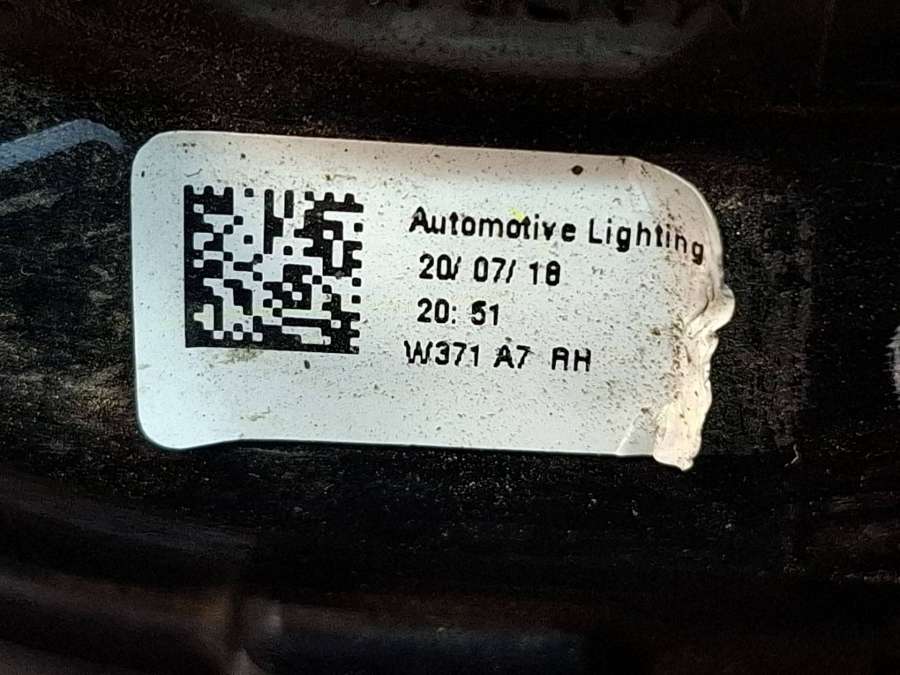 Automotive Lighting
20/ 07/ 18
20: 51
W371 A7 RH